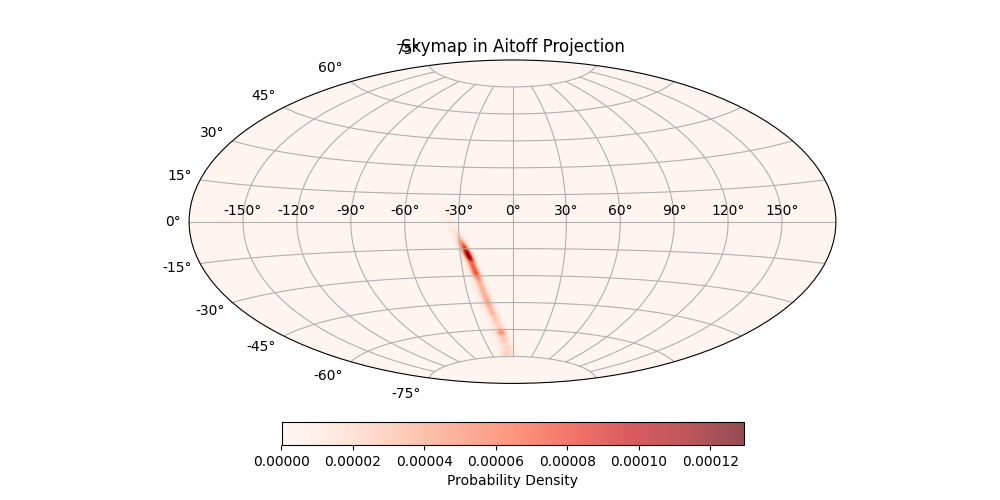 Skymap in Aitoff Projection
75°
60°
45°
30°
15°
0°
-15°
-30°
-45°
-60°
-75°
-150° -120° -90° -60° -30° 0° 30° 60° 90° 120° 150°
0.00000 0.00002 0.00004 0.00006 0.00008 0.00010 0.00012
Probability Density